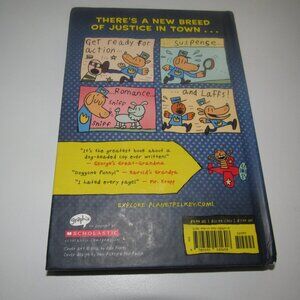 THERE'S A NEW BREED
OF JUSTICE IN TOWN...
Get ready for
action...
Suspense...
Romance...
sniff
sniff
...and Laffs!
"It's the greatest book about a
dog-headed cop ever written!"
— George's Great-Grandma
"Doggone funny!" — Harold's Grandpa
"I hated every page!" — Mr. Krupp
EXPLORE PLANETPILKEY.COM!
graphix
SCHOLASTIC